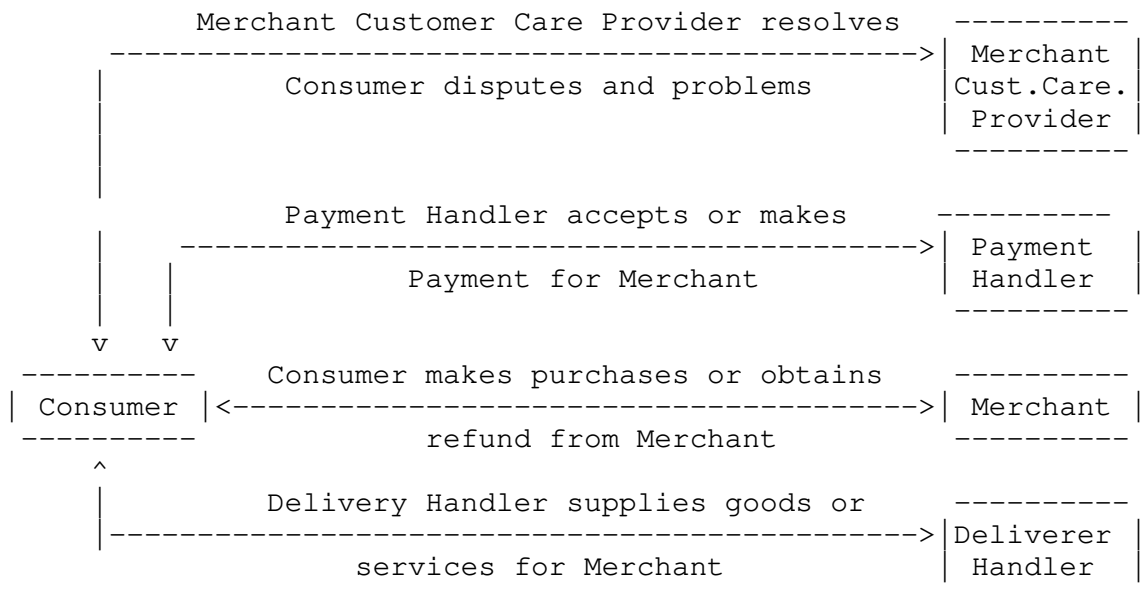 Merchant Customer Care Provider resolves
Merchant
Consumer disputes and problems Cust.Care.
Provider
Payment Handler accepts or makes
Payment
Payment for Merchant Handler
v v
Consumer makes purchases or obtains
Consumer Merchant
refund from Merchant
^
Delivery Handler supplies goods or
Deliverer
services for Merchant Handler